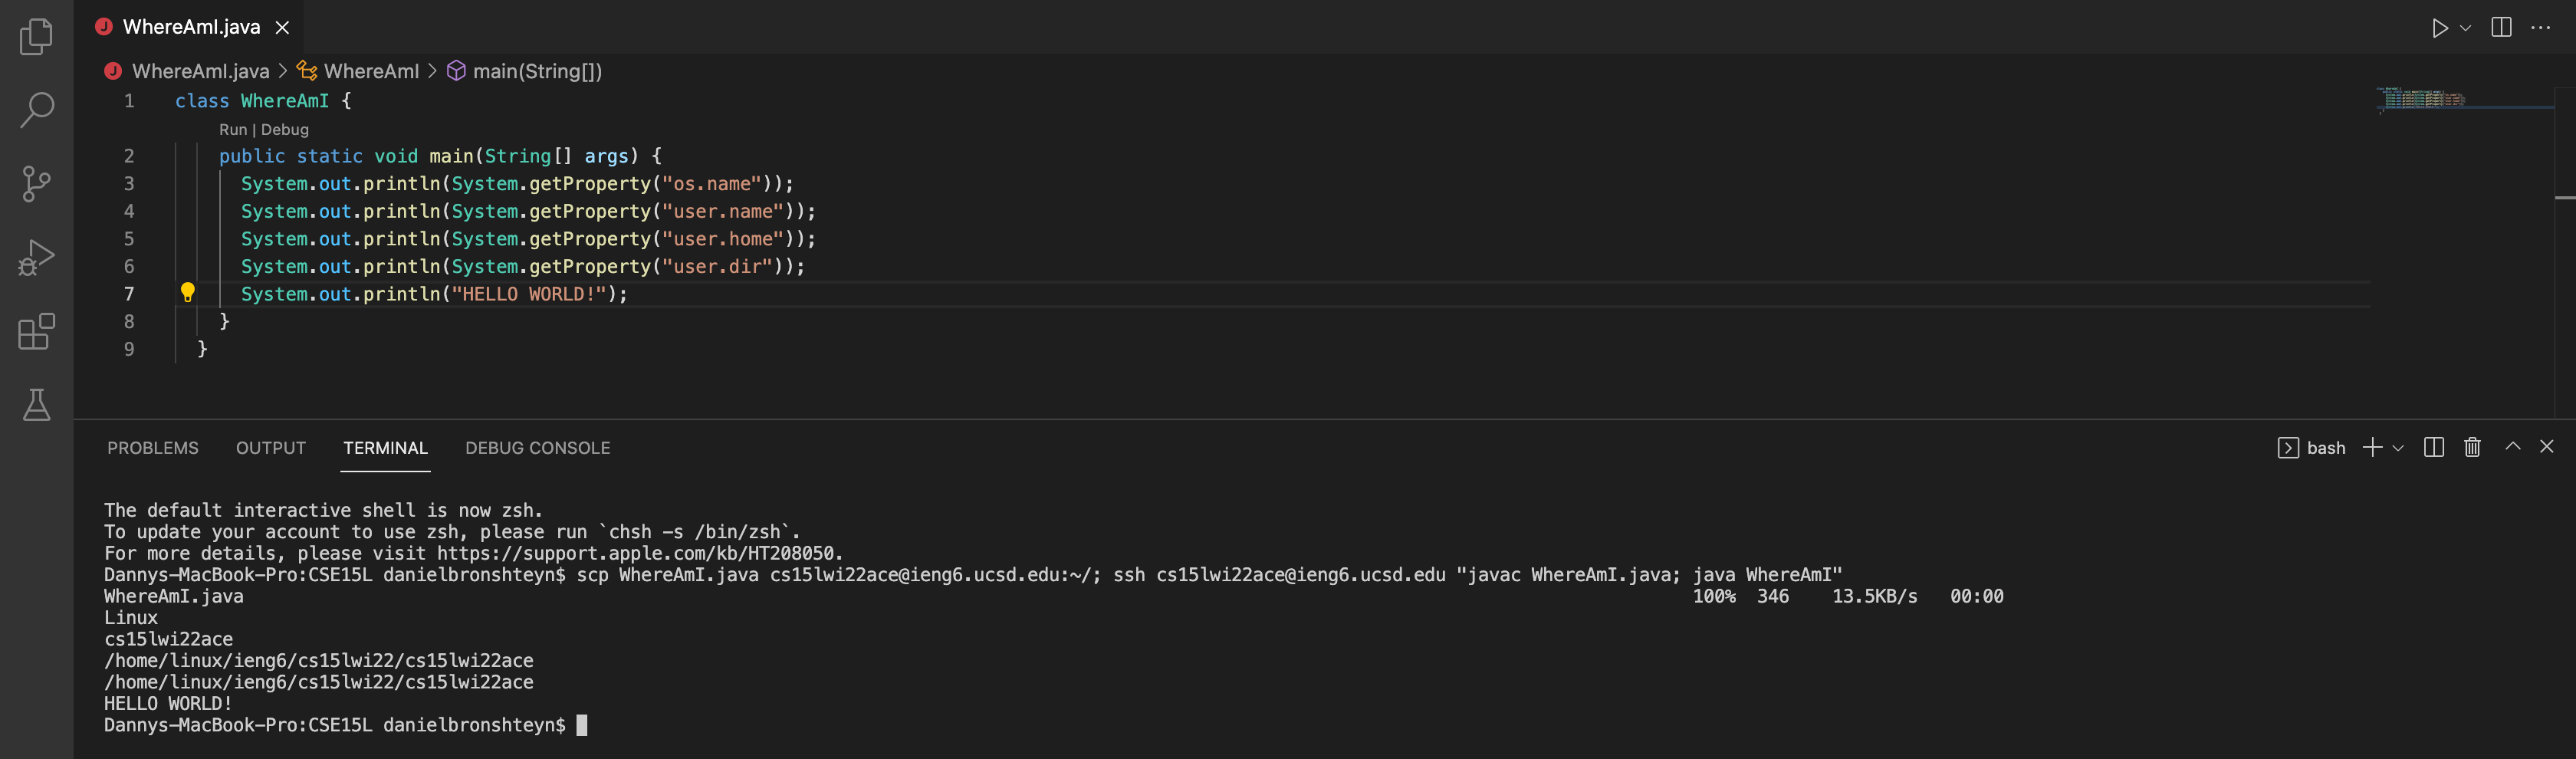 WhereAmI.java
WhereAmI.java > WhereAmI > main(String[])
1 class WhereAmI {
Run | Debug
2 public static void main(String[] args) {
3 System.out.println(System.getProperty("os.name"));
4 System.out.println(System.getProperty("user.name"));
5 System.out.println(System.getProperty("user.home"));
6 System.out.println(System.getProperty("user.dir"));
7 System.out.println("HELLO WORLD!");
8 }
9 }
PROBLEMS OUTPUT TERMINAL DEBUG CONSOLE bash
The default interactive shell is now zsh.
To update your account to use zsh, please run `chsh -s /bin/zsh`.
For more details, please visit https://support.apple.com/kb/HT208050.
Dannys-MacBook-Pro:CSE15L danielbronshteyn$ scp WhereAmI.java cs15lwi22ace@ieng6.ucsd.edu:~/; ssh cs15lwi22ace@ieng6.ucsd.edu "javac WhereAmI.java; java WhereAmI"
WhereAmI.java 100% 346 13.5KB/s 00:00
Linux
cs15lwi22ace
/home/linux/ieng6/cs15lwi22/cs15lwi22ace
/home/linux/ieng6/cs15lwi22/cs15lwi22ace
HELLO WORLD!
Dannys-MacBook-Pro:CSE15L danielbronshteyn$